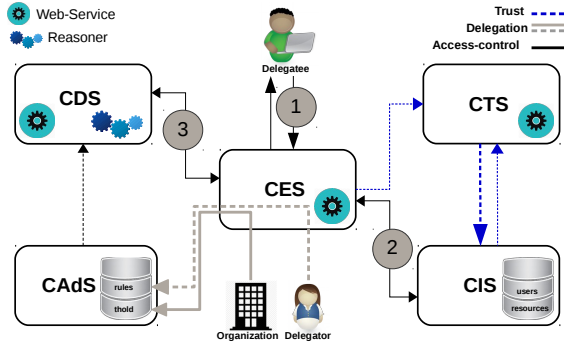 Web-Service
Reasoner
Trust
Delegation
Access-control
Delegatee
CDS
1
CTS
3
CES
2
CAdS
rules
thold
CIS
users
resources
Organization
Delegator